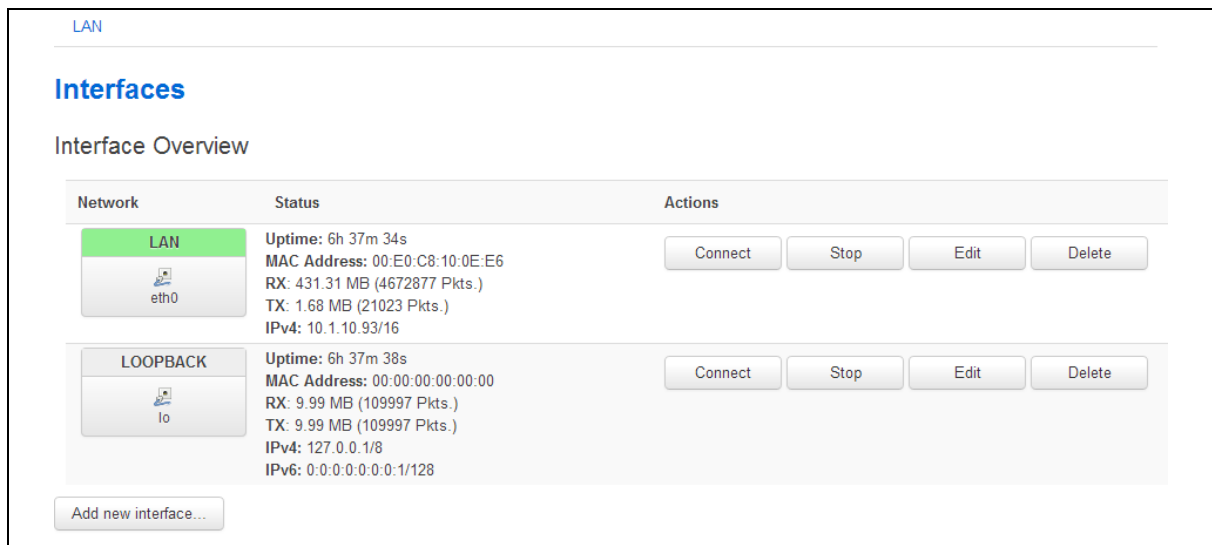 LAN
Interfaces
Interface Overview
Network Status Actions
LAN
eth0
Uptime: 6h 37m 34s
MAC Address: 00:E0:C8:10:0E:E6
RX: 431.31 MB (4672877 Pkts.)
TX: 1.68 MB (21023 Pkts.)
IPv4: 10.1.10.93/16
Connect Stop Edit Delete
LOOPBACK
lo
Uptime: 6h 37m 38s
MAC Address: 00:00:00:00:00:00
RX: 9.99 MB (109997 Pkts.)
TX: 9.99 MB (109997 Pkts.)
IPv4: 127.0.0.1/8
IPv6: 0:0:0:0:0:0:0:1/128
Connect Stop Edit Delete
Add new interface...